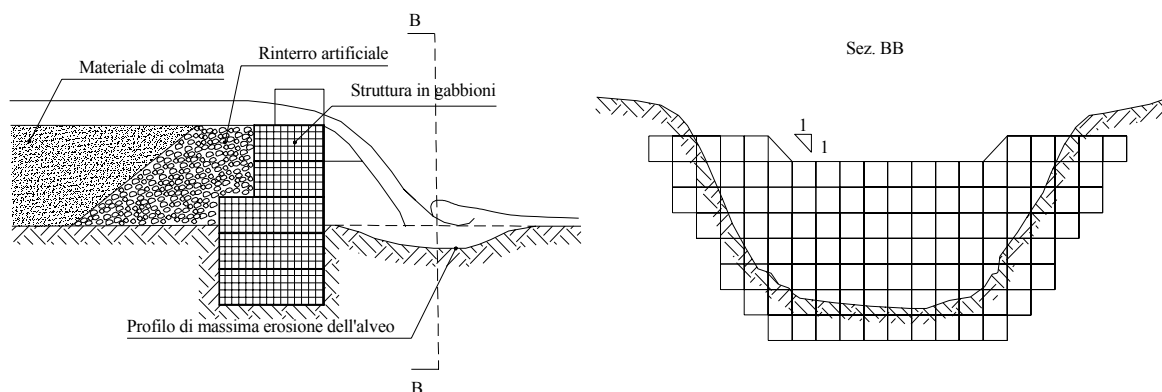 B
Sez. BB
Rinterro artificiale
Materiale di colmata
Struttura in gabbioni
1
1
Profilo di massima erosione dell'alveo
B